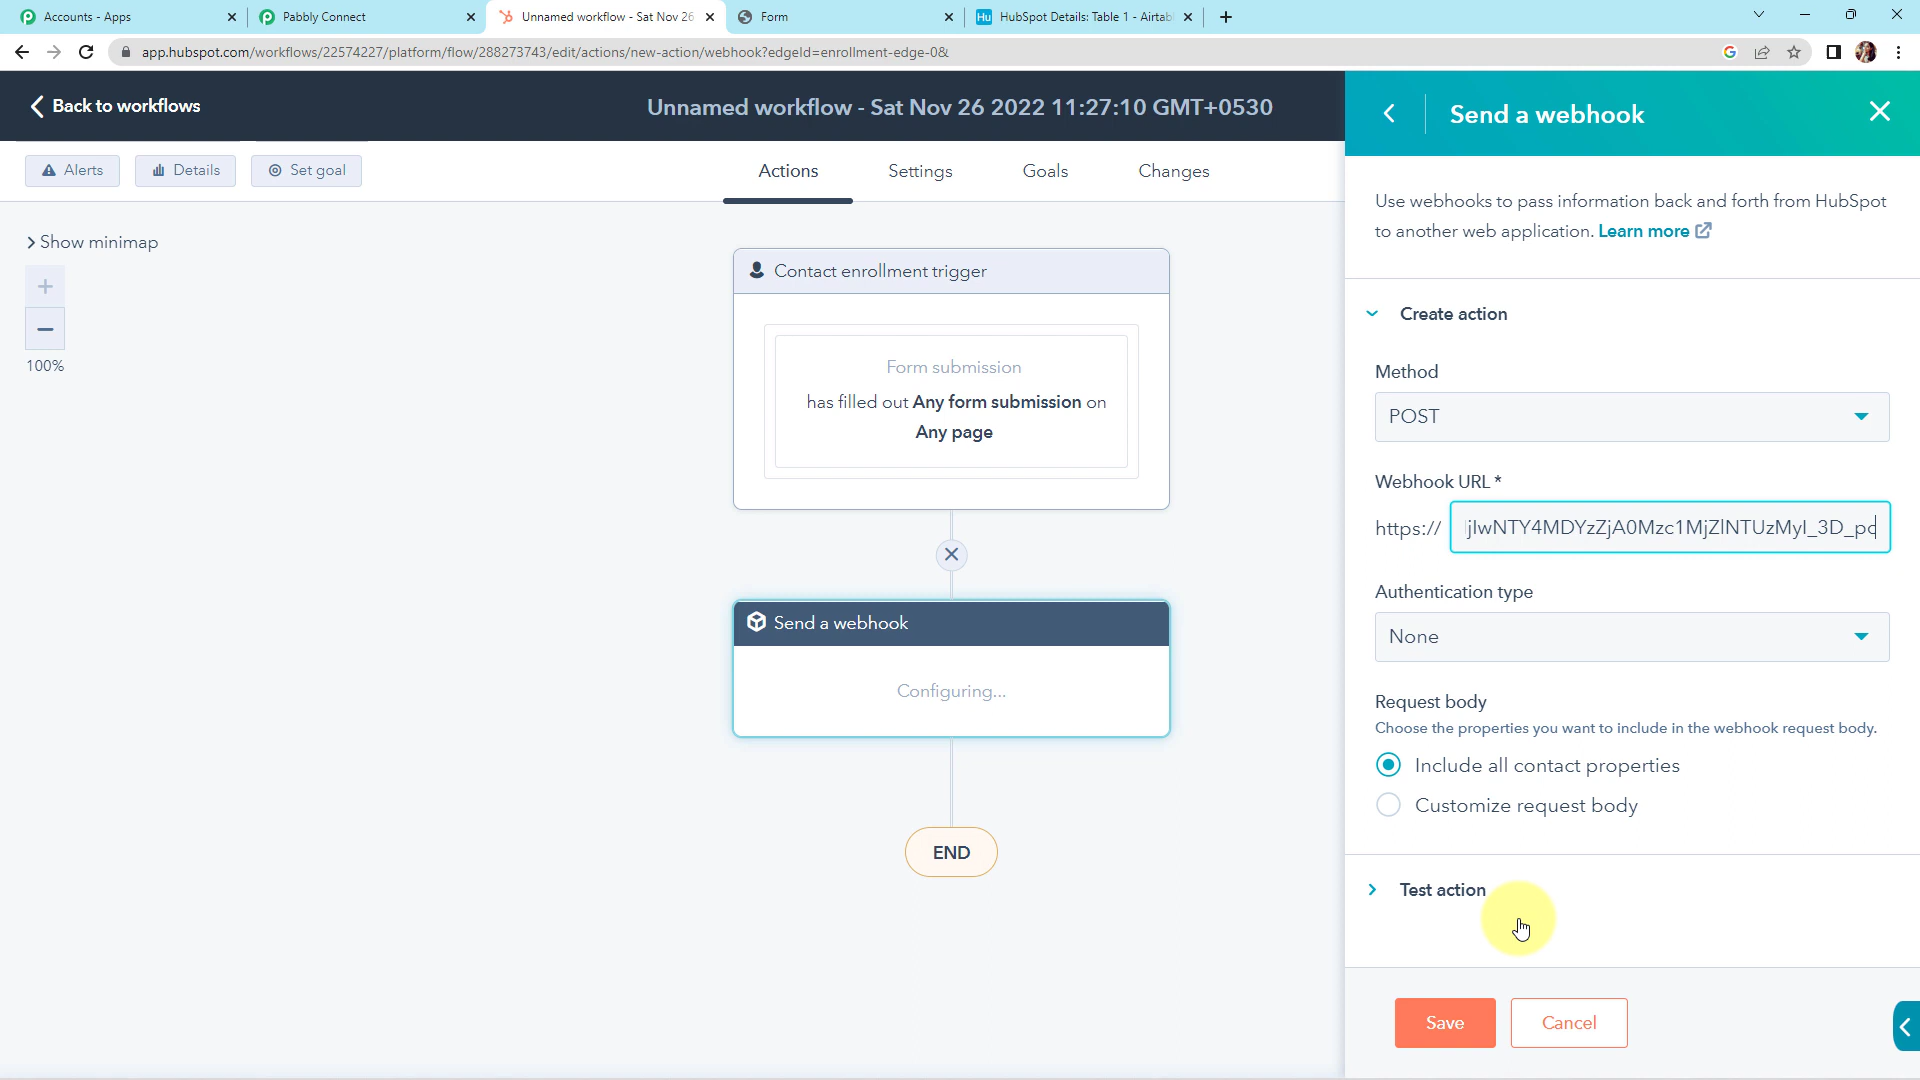 Accounts - Apps
Pabbly Connect
Unnamed workflow - Sat Nov 26
Form
HubSpot Details: Table 1 - Airtab
app.hubspot.com/workflows/22574227/platform/flow/288273743/edit/actions/new-action/webhook?edgeId=enrollment-edge-0&
Back to workflows
Unnamed workflow - Sat Nov 26 2022 11:27:10 GMT+0530
Send a webhook
Alerts
Details
Set goal
Actions
Settings
Goals
Changes
Use webhooks to pass information back and forth from HubSpot
to another web application. Learn more
Show minimap
+
−
100%
Contact enrollment trigger
Form submission
has filled out Any form submission on
Any page
Send a webhook
Configuring...
END
Create action
Method
POST
Webhook URL *
https://
jIwNTY4MDYzZjA0Mzc1MjZlNTUzMyI_3D_pc
Authentication type
None
Request body
Choose the properties you want to include in the webhook request body.
Include all contact properties
Customize request body
Test action
Save
Cancel